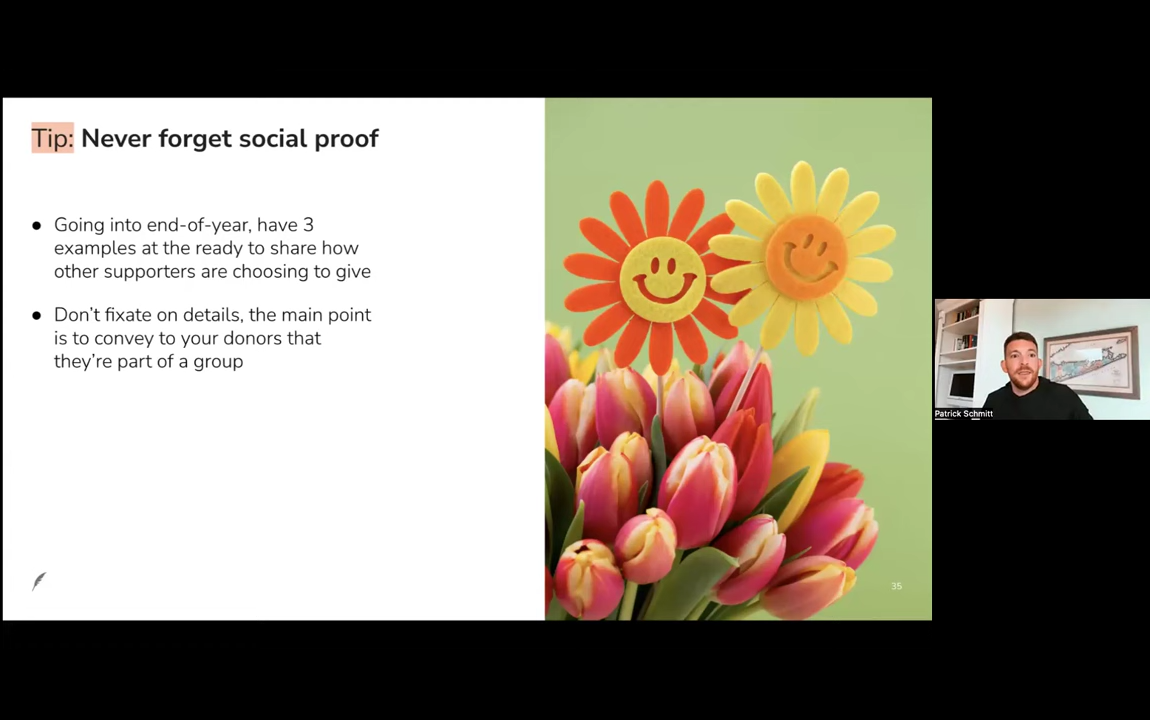 Tip: Never forget social proof
● Going into end-of-year, have 3
examples at the ready to share how
other supporters are choosing to give
● Don’t fixate on details, the main point
is to convey to your donors that
they’re part of a group
35
Patrick Schmitt